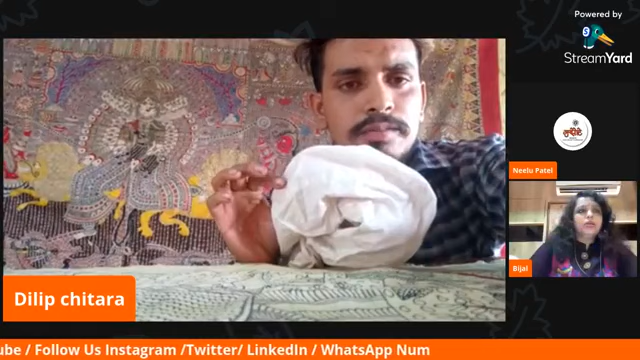 Powered by
StreamYard
Neelu Patel
Bijal
Dilip chitara
ube / Follow Us Instagram /Twitter/ LinkedIn / WhatsApp Num